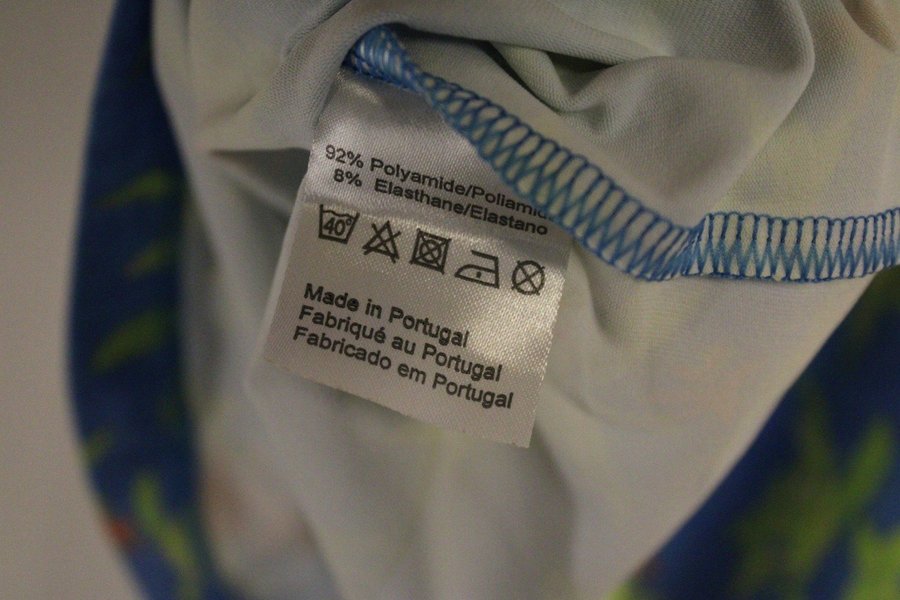 92% Polyamide/Poliamid
8% Elasthane/Elastano
40°
Made in Portugal
Fabriqué au Portugal
Fabricado em Portugal